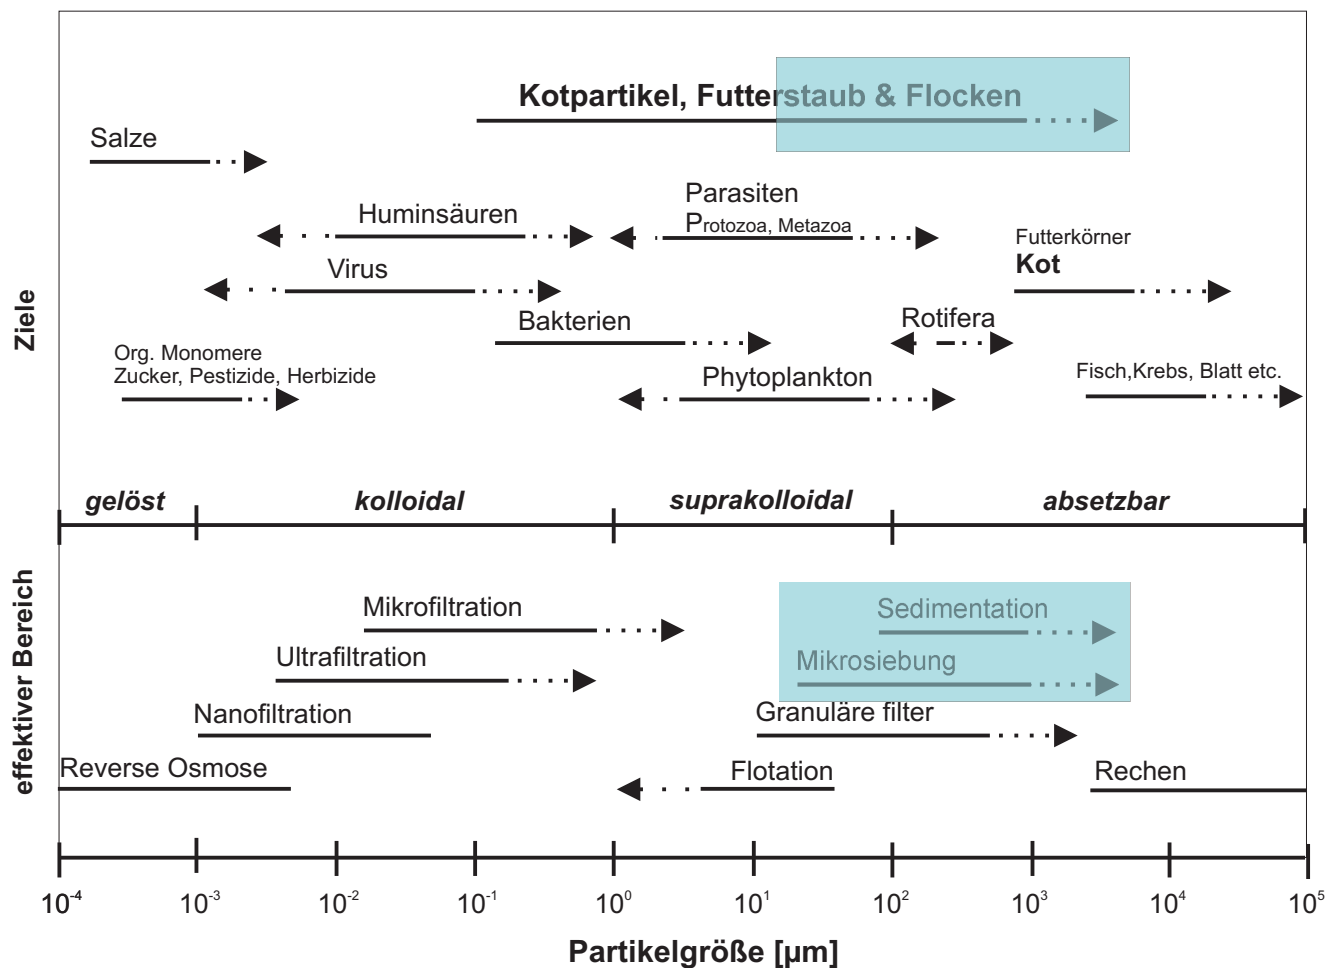 Kotpartikel, Futterstaub & Flocken
Salze
Parasiten
Protozoa, Metazoa
Huminsäuren
Futterkörner
Kot
Virus
Bakterien
Rotifera
Org. Monomere
Zucker, Pestizide, Herbizide
Phytoplankton
Fisch,Krebs, Blatt etc.
Ziele
gelöst kolloidal suprakolloidal absetzbar
effektiver Bereich
Mikrofiltration
Sedimentation
Ultrafiltration
Mikrosiebung
Nanofiltration
Granuläre filter
Reverse Osmose
Flotation
Rechen
10⁻⁴ 10⁻³ 10⁻² 10⁻¹ 10⁰ 10¹ 10² 10³ 10⁴ 10⁵
Partikelgröße [µm]